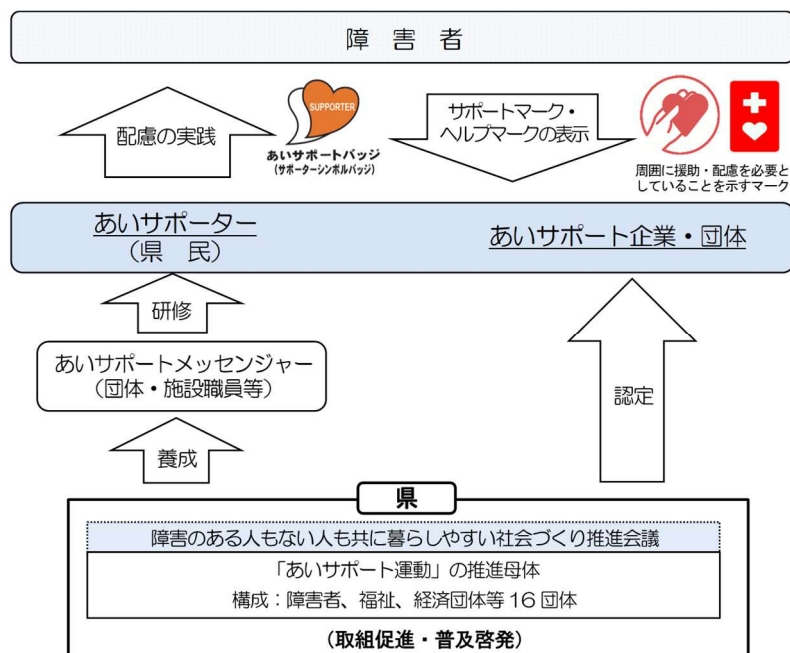 障 害 者
配慮の実践
SUPPORTER
あいサポートバッジ
(サポーターシンボルバッジ)
サポートマーク・
ヘルプマークの表示
周囲に援助・配慮を必要と
していることを示すマーク
あいサポーター
（県 民）
あいサポート企業・団体
研修
あいサポートメッセンジャー
（団体・施設職員等）
認定
養成
県
障害のある人もない人も共に暮らしやすい社会づくり推進会議
「あいサポート運動」の推進母体
構成：障害者、福祉、経済団体等 16 団体
（取組促進・普及啓発）